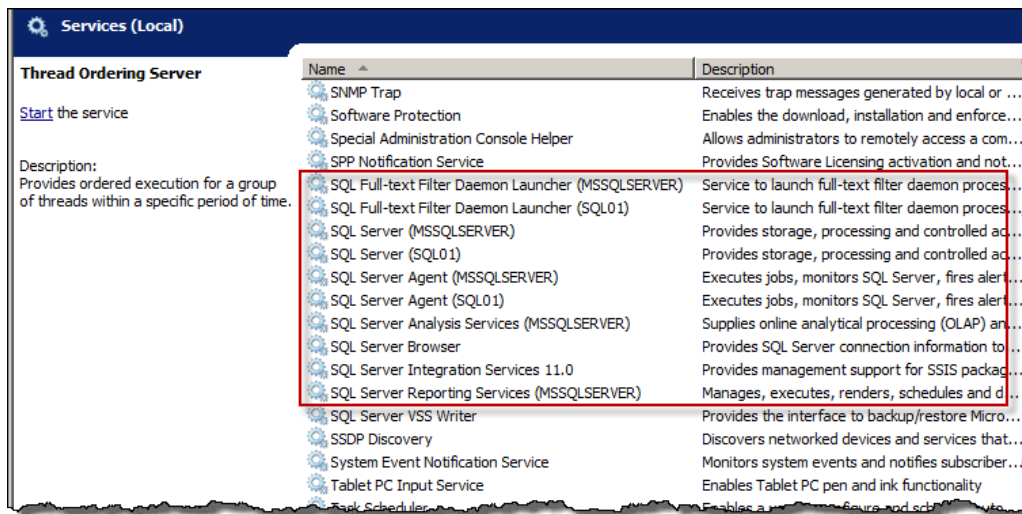 Services (Local)
Thread Ordering Server
Start the service
Description:
Provides ordered execution for a group
of threads within a specific period of time.
Name Description
SNMP Trap Receives trap messages generated by local or ...
Software Protection Enables the download, installation and enforce...
Special Administration Console Helper Allows administrators to remotely access a com...
SPP Notification Service Provides Software Licensing activation and not...
SQL Full-text Filter Daemon Launcher (MSSQLSERVER) Service to launch full-text filter daemon proces...
SQL Full-text Filter Daemon Launcher (SQL01) Service to launch full-text filter daemon proces...
SQL Server (MSSQLSERVER) Provides storage, processing and controlled ac...
SQL Server (SQL01) Provides storage, processing and controlled ac...
SQL Server Agent (MSSQLSERVER) Executes jobs, monitors SQL Server, fires alert...
SQL Server Agent (SQL01) Executes jobs, monitors SQL Server, fires alert...
SQL Server Analysis Services (MSSQLSERVER) Supplies online analytical processing (OLAP) an...
SQL Server Browser Provides SQL Server connection information to...
SQL Server Integration Services 11.0 Provides management support for SSIS packag...
SQL Server Reporting Services (MSSQLSERVER) Manages, executes, renders, schedules and d...
SQL Server VSS Writer Provides the interface to backup/restore Micro...
SSDP Discovery Discovers networked devices and services that...
System Event Notification Service Monitors system events and notifies subscriber...
Tablet PC Input Service Enables Tablet PC pen and ink functionality
Task Scheduler Enables a